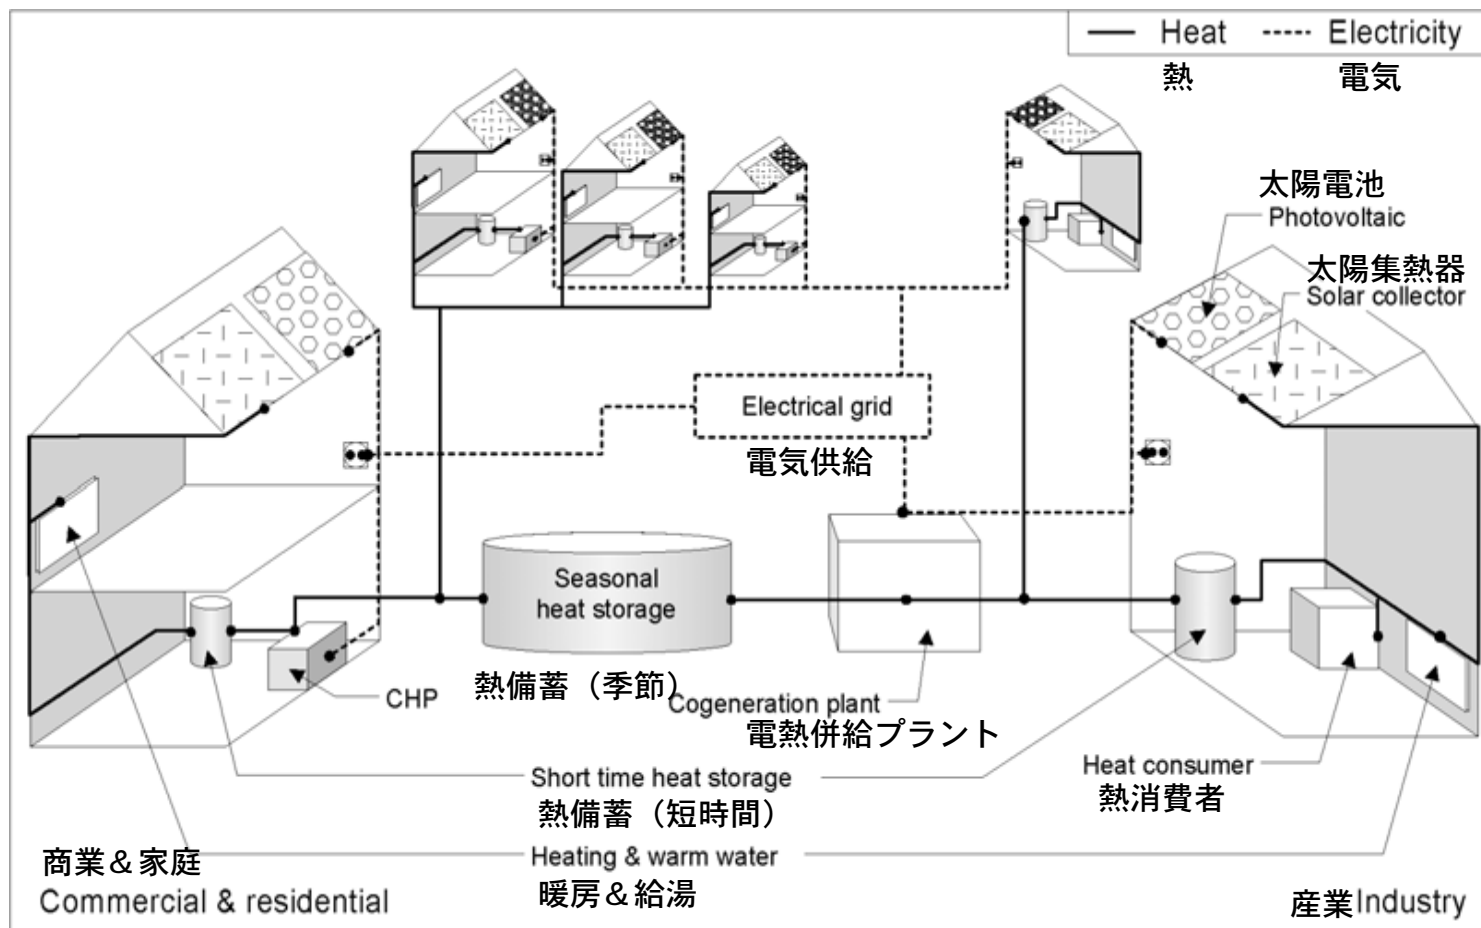 Heat Electricity
熱 電気
太陽電池
Photovoltaic
太陽集熱器
Solar collector
Electrical grid
電気供給
Seasonal
heat storage
熱備蓄（季節）
CHP
Cogeneration plant
電熱併給プラント
Short time heat storage
熱備蓄（短時間）
Heat consumer
熱消費者
Heating & warm water
暖房＆給湯
商業＆家庭
Commercial & residential
産業Industry